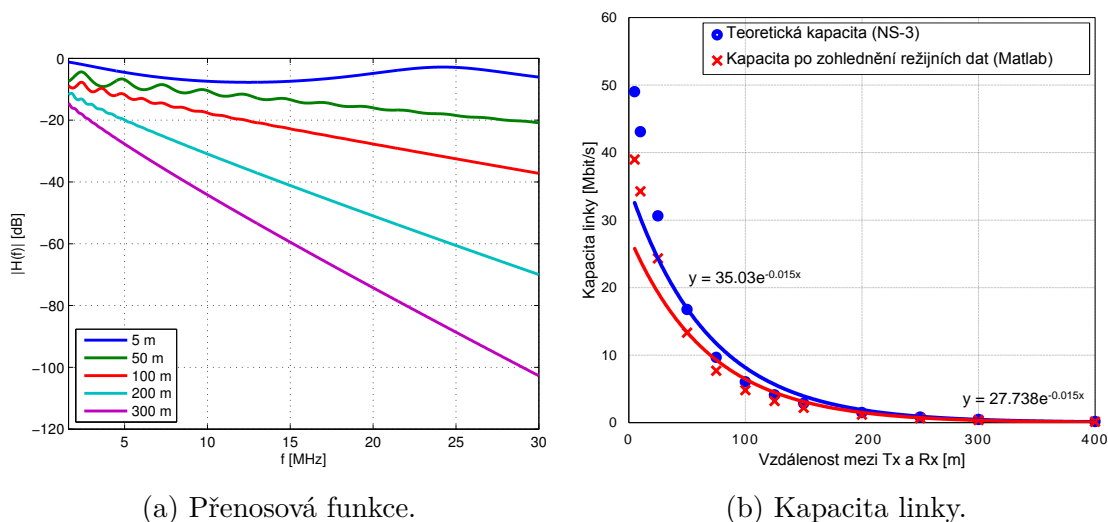 0
−20
−40
−60
−80
−100
−120
|H(f)| [dB]
5 10 15 20 25 30
f [MHz]
5 m
50 m
100 m
200 m
300 m
(a) Přenosová funkce.
60
50
40
30
20
10
0
Kapacita linky [Mbit/s]
Teoretická kapacita (NS-3)
Kapacita po zohlednění režijních dat (Matlab)
y = 35.03e^-0.015x
y = 27.738e^-0.015x
0 100 200 300 400
Vzdálenost mezi Tx a Rx [m]
(b) Kapacita linky.